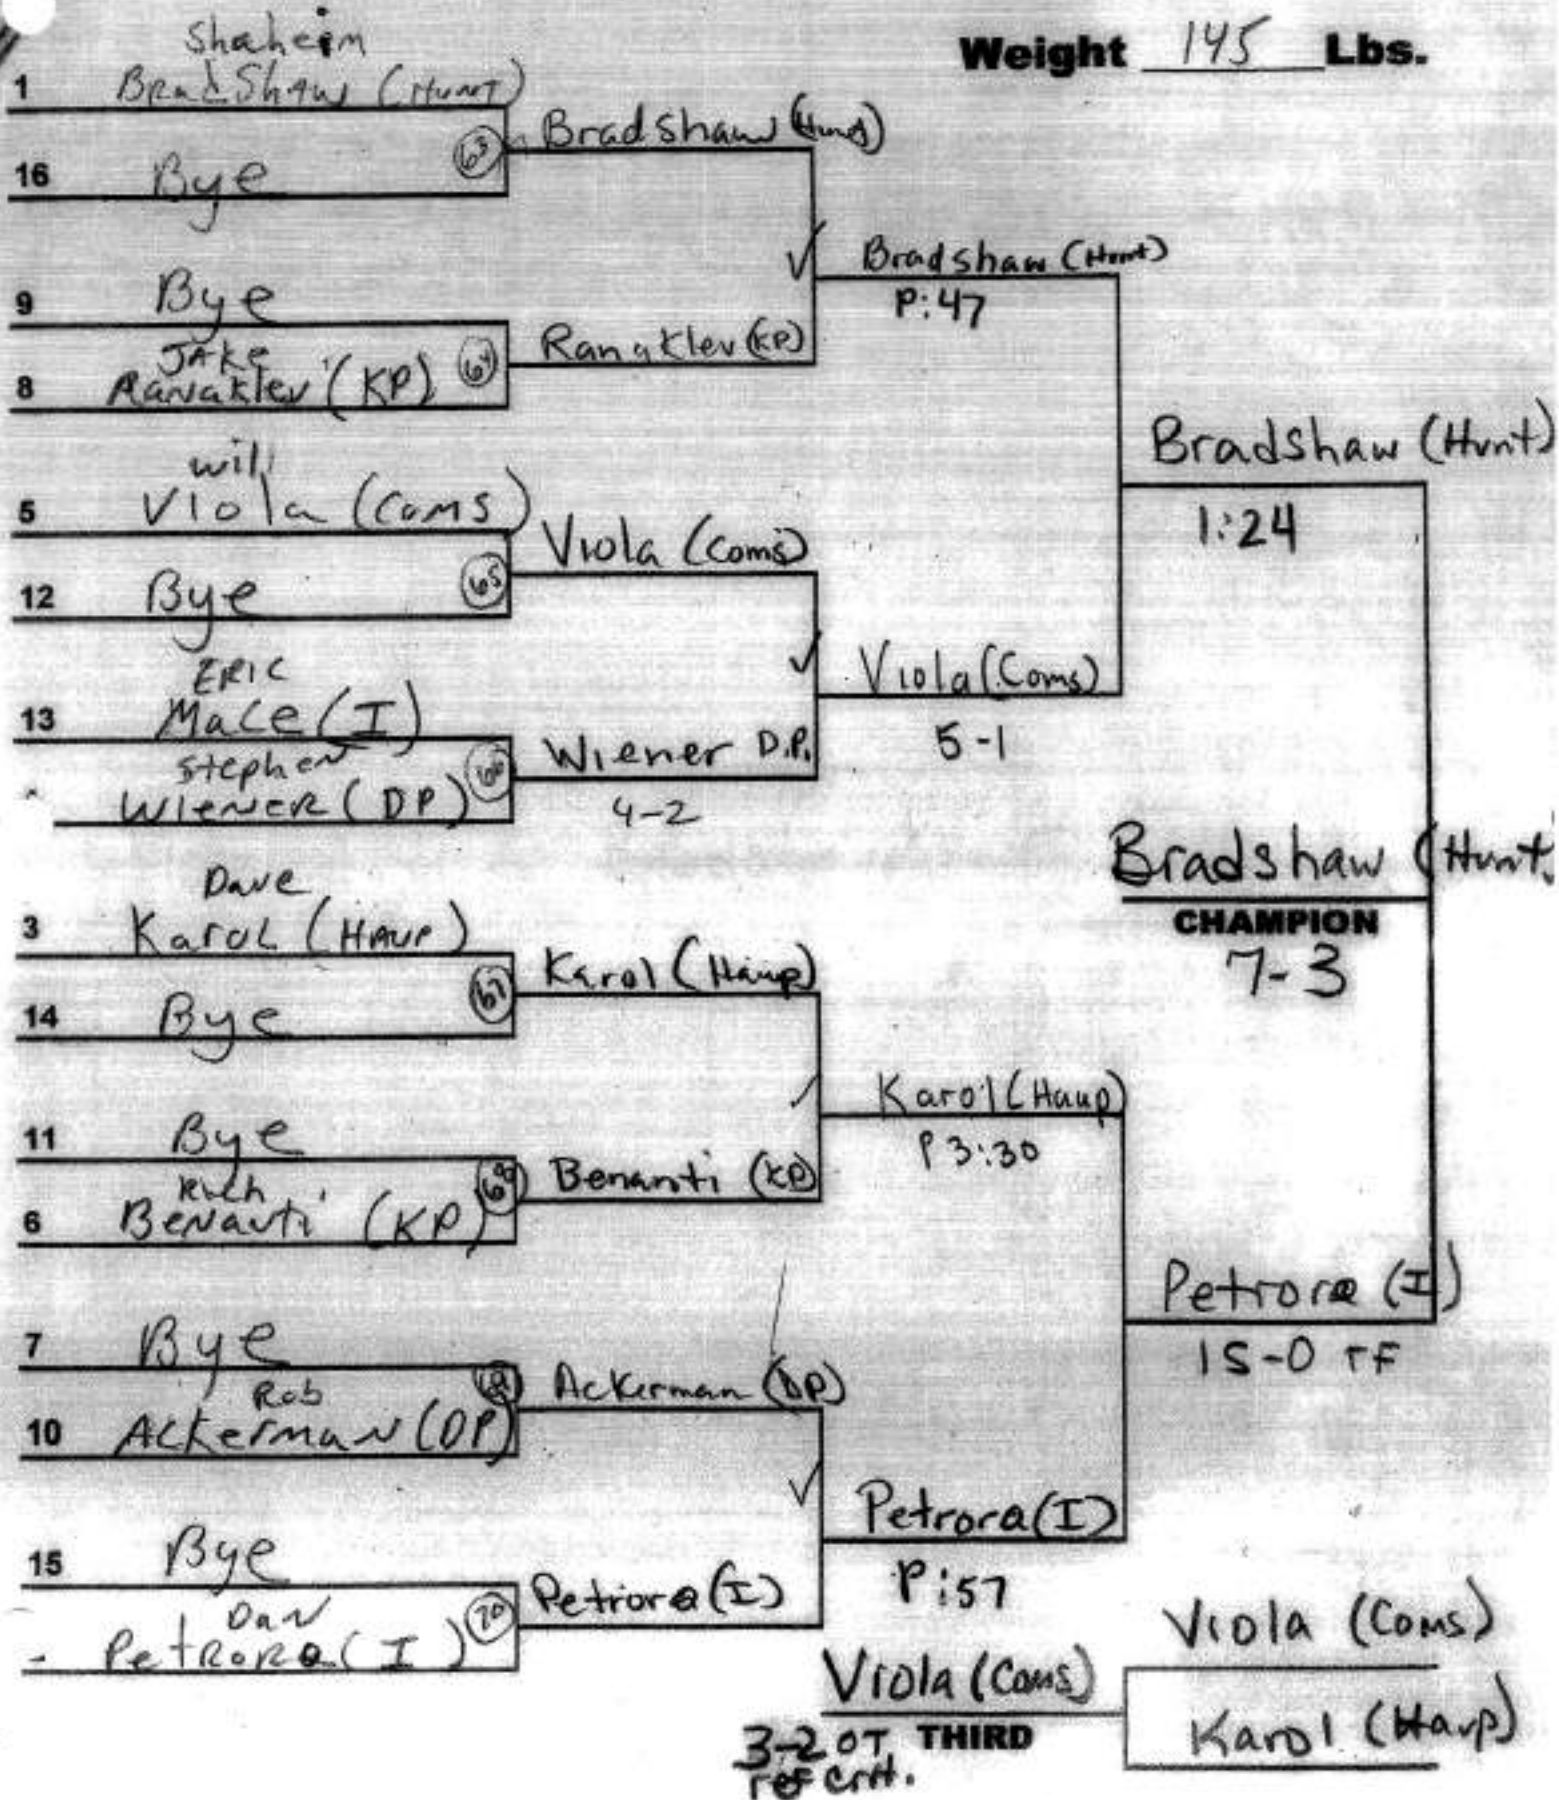 Weight 145 Lbs.
Shaheim
1 BradShaw (Hunt)
63
16 Bye
Bradshaw (Hunt)
9 Bye
Jake
8 Ranaklev (KP)
64
Ranaklev (KP)
Bradshaw (Hunt)
P:47
will
5 Viola (Coms)
65
12 Bye
Viola (Coms)
ERIC
13 Mace (I)
Stephen
Wiener (DP)
66
Wiener D.P.
4-2
Viola (Coms)
5-1
Bradshaw (Hunt)
1:24
Dave
3 Karol (Haup)
67
14 Bye
Karol (Haup)
11 Bye
Rich
6 Benanti (KP)
68
Benanti (KP)
Karol (Haup)
P 3:30
7 Bye
Rob
10 Ackerman (DP)
69
Ackerman (DP)
15 Bye
Dan
Petrora (I)
70
Petrora (I)
Petrora (I)
P:57
Petrora (I)
15-0 TF
Bradshaw (Hunt.
CHAMPION
7-3
Viola (Coms)
Karol (Haup)
Viola (Coms)
THIRD
3-2 OT
ref crit.